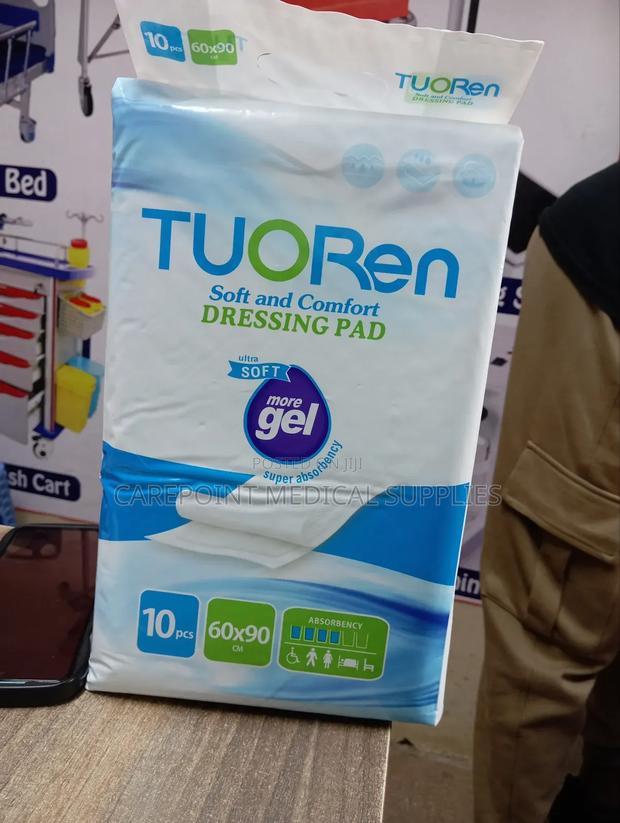 10 pcs 60x90 CM
TUORen
Soft and Comfort
DRESSING PAD
TUORen
Soft and Comfort
DRESSING PAD
ultra
SOFT
more
gel
super absorbency
POSTED ON JIJI
CAREPOINT MEDICAL SUPPLIES
10 pcs
60x90
CM
ABSORBENCY
Bed
sh Cart